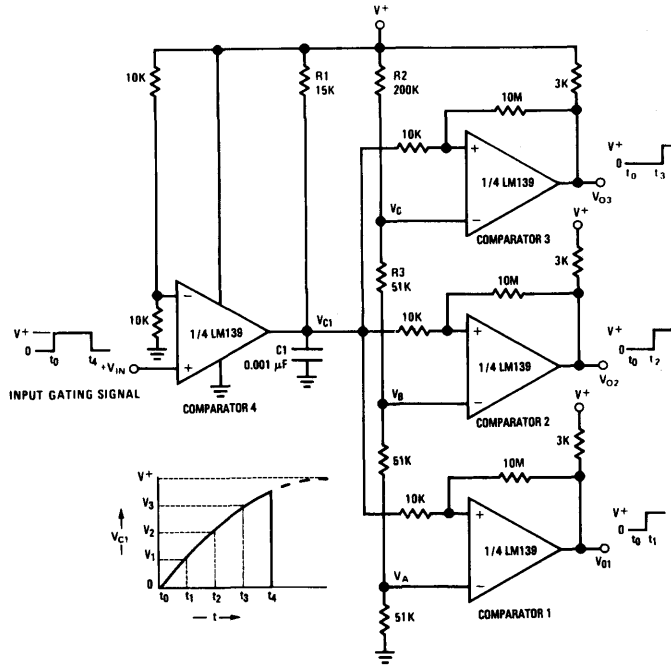 V+
10K
R1
15K
R2
200K
3K
10M
10K
+
1/4 LM139
−
V+
0
t0
t3
VO3
VC
COMPARATOR 3
V+
3K
R3
51K
10M
10K
VC1
+
1/4 LM139
−
V+
0
t0
t2
VO2
VB
COMPARATOR 2
10K
−
1/4 LM139
+
V+
0
t0
t4
+VIN
INPUT GATING SIGNAL
C1
0.001 μF
COMPARATOR 4
V+
3K
51K
10M
10K
+
1/4 LM139
−
V+
0
t0
t1
VO1
VA
51K
COMPARATOR 1
V+
V3
V2
V1
0
VC1
t0
t1
t2
t3
t4
t